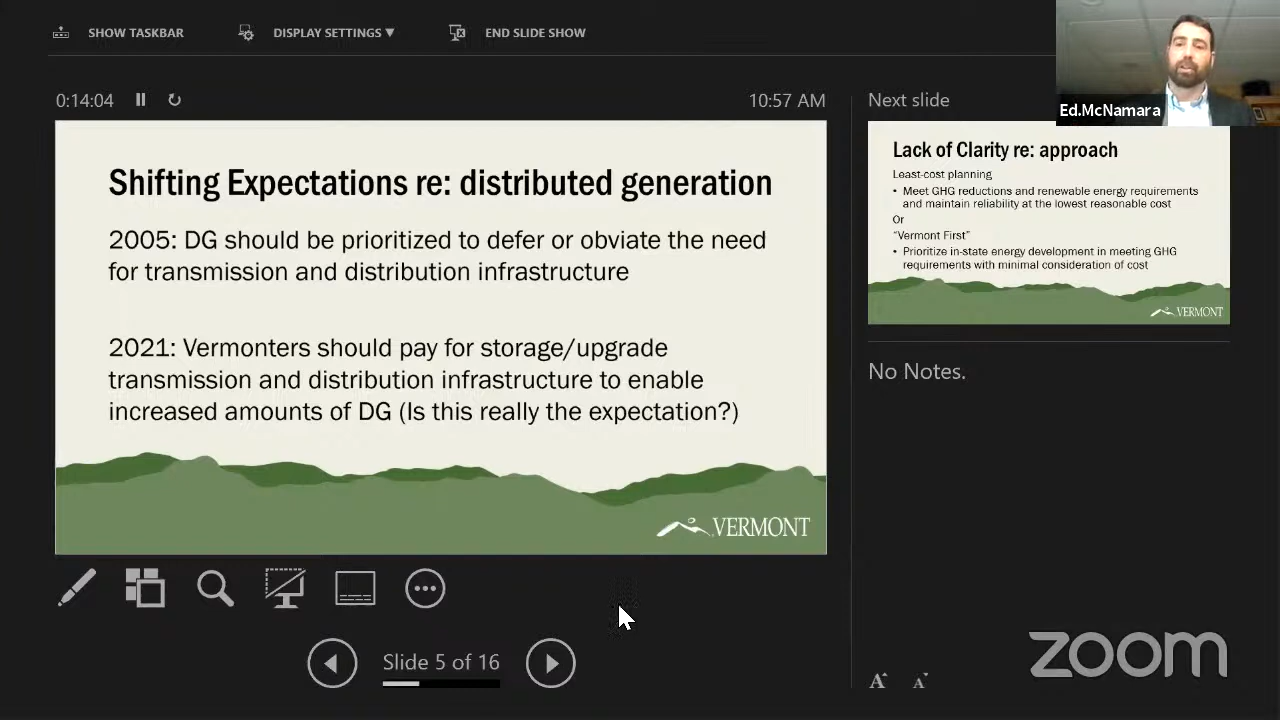 SHOW TASKBAR
DISPLAY SETTINGS ▼
END SLIDE SHOW
Ed.McNamara
0:14:04
10:57 AM
Next slide
Shifting Expectations re: distributed generation
2005: DG should be prioritized to defer or obviate the need
for transmission and distribution infrastructure
2021: Vermonters should pay for storage/upgrade
transmission and distribution infrastructure to enable
increased amounts of DG (Is this really the expectation?)
VERMONT
Lack of Clarity re: approach
Least-cost planning
• Meet GHG reductions and renewable energy requirements
and maintain reliability at the lowest reasonable cost
Or
“Vermont First”
• Prioritize in-state energy development in meeting GHG
requirements with minimal consideration of cost
VERMONT
No Notes.
Slide 5 of 16
A A
zoom